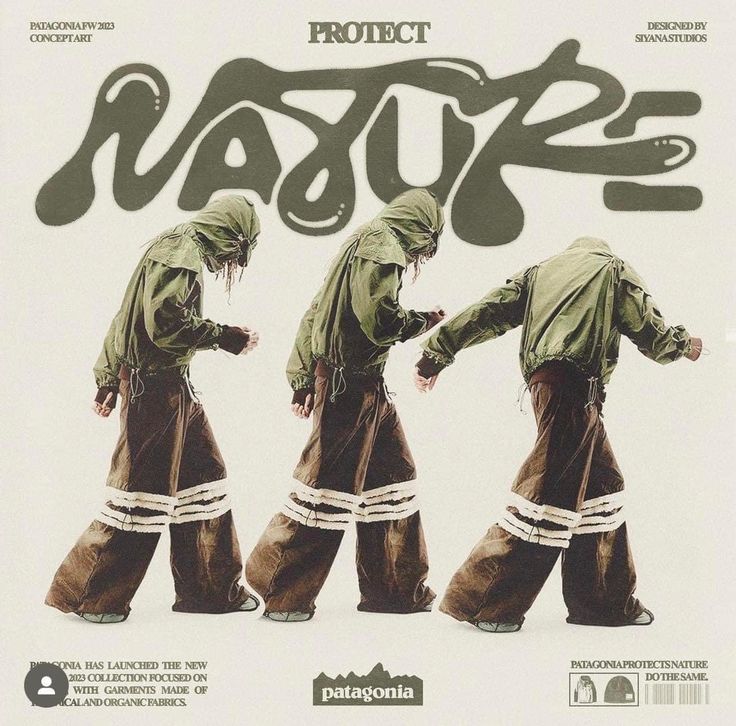 PATAGONIA FW 2023
CONCEPT ART
PROTECT
DESIGNED BY
SIYANA STUDIOS
NATURE
PATAGONIA HAS LAUNCHED THE NEW
2023 COLLECTION FOCUSED ON
WITH GARMENTS MADE OF
AND ORGANIC FABRICS.
patagonia
PATAGONIA PROTECTS NATURE
DO THE SAME.